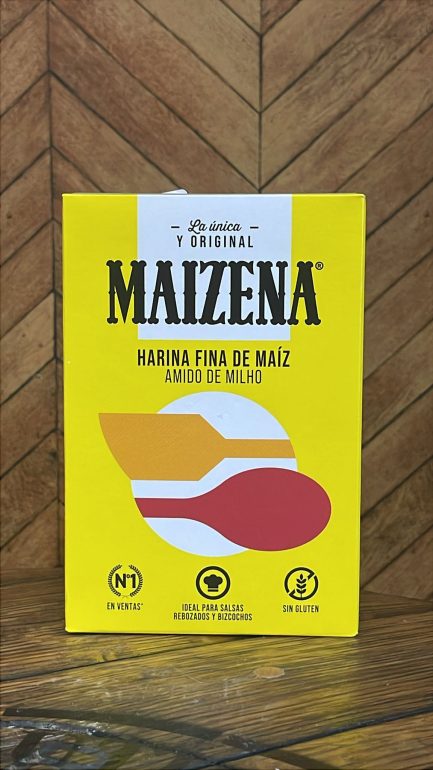 – La única –
Y ORIGINAL
MAIZENA®
HARINA FINA DE MAÍZ
AMIDO DE MILHO
Nº1
EN VENTAS*
IDEAL PARA SALSAS
REBOZADOS Y BIZCOCHOS
SIN GLUTEN